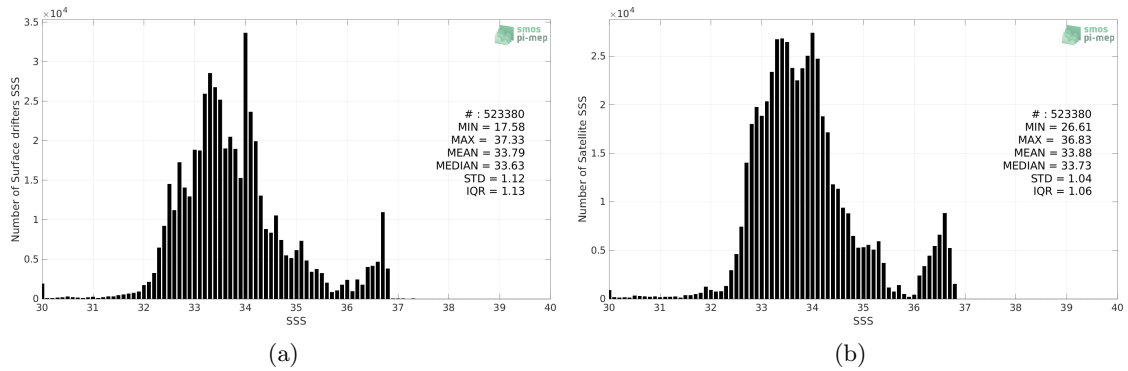 ×10⁴
3.5
3
2.5
2
1.5
1
0.5
0
Number of Surface drifters SSS
30 31 32 33 34 35 36 37 38 39 40
SSS
smos
pi-mep
# : 523380
MIN = 17.58
MAX = 37.33
MEAN = 33.79
MEDIAN = 33.63
STD = 1.12
IQR = 1.13
(a)
×10⁴
2.5
2
1.5
1
0.5
0
Number of Satellite SSS
30 31 32 33 34 35 36 37 38 39 40
SSS
smos
pi-mep
# : 523380
MIN = 26.61
MAX = 36.83
MEAN = 33.88
MEDIAN = 33.73
STD = 1.04
IQR = 1.06
(b)